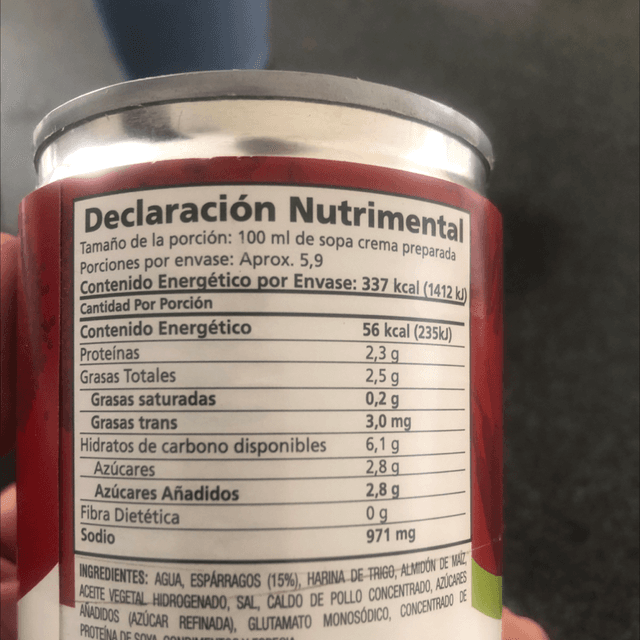 Declaración Nutrimental
Tamaño de la porción: 100 ml de sopa crema preparada
Porciones por envase: Aprox. 5,9
Contenido Energético por Envase: 337 kcal (1412 kJ)
Cantidad Por Porción
Contenido Energético 56 kcal (235kJ)
Proteínas 2,3 g
Grasas Totales 2,5 g
Grasas saturadas 0,2 g
Grasas trans 3,0 mg
Hidratos de carbono disponibles 6,1 g
Azúcares 2,8 g
Azúcares Añadidos 2,8 g
Fibra Dietética 0 g
Sodio 971 mg
INGREDIENTES: AGUA, ESPÁRRAGOS (15%), HARINA DE TRIGO, ALMIDÓN DE MAÍZ,
ACEITE VEGETAL HIDROGENADO, SAL, CALDO DE POLLO CONCENTRADO, AZÚCARES
AÑADIDOS (AZÚCAR REFINADA), GLUTAMATO MONOSÓDICO, CONCENTRADO DE
PROTEÍNA DE SOYA, CONDIMENTOS